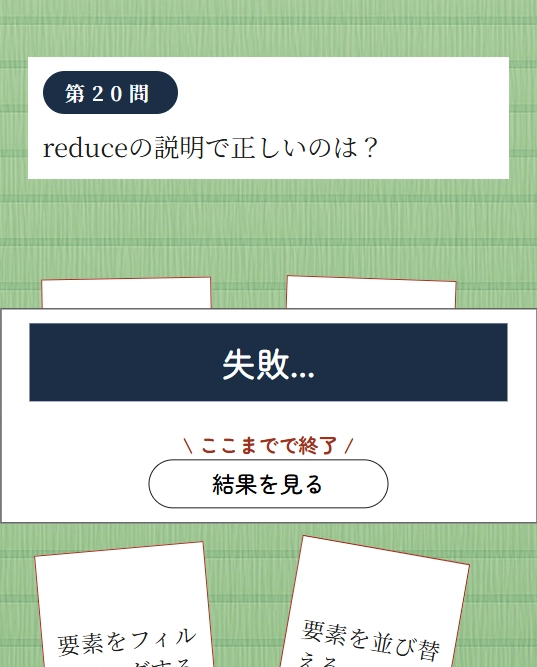 第20問
reduceの説明で正しいのは？
失敗...
\ ここまでで終了 /
結果を見る
要素をフィル
要素を並び替
える